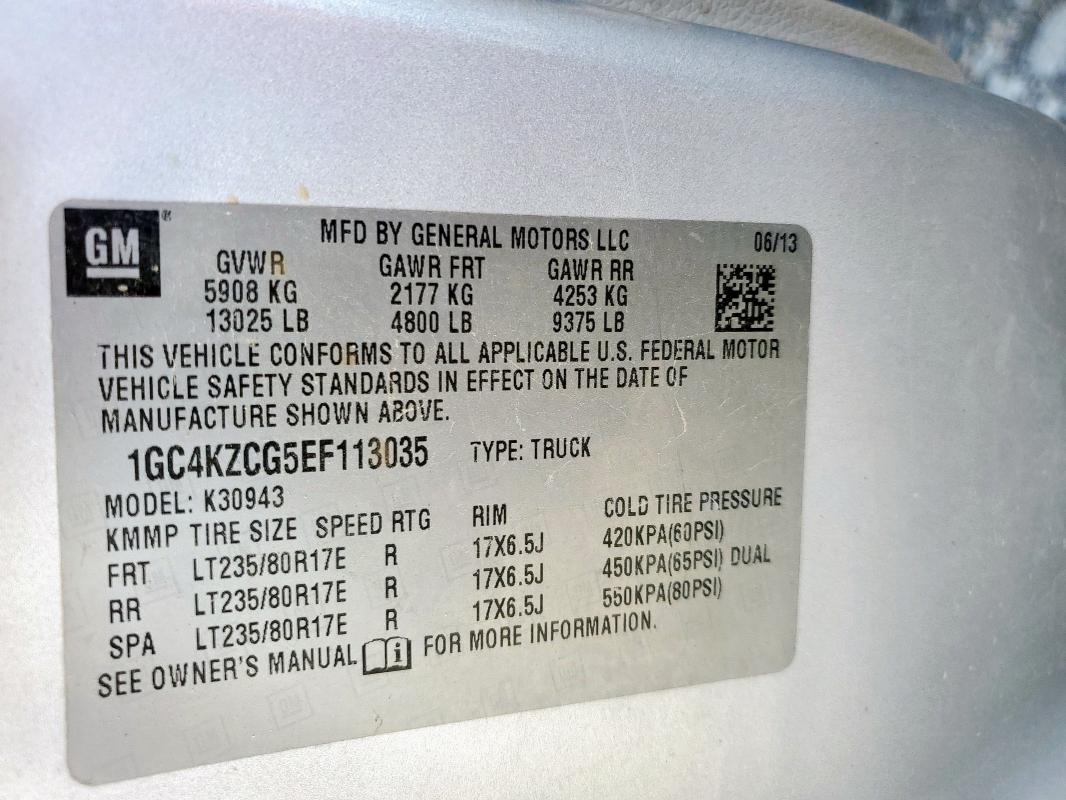 GM ®
MFD BY GENERAL MOTORS LLC 06/13
GVWR GAWR FRT GAWR RR
5908 KG 2177 KG 4253 KG
13025 LB 4800 LB 9375 LB
THIS VEHICLE CONFORMS TO ALL APPLICABLE U.S. FEDERAL MOTOR
VEHICLE SAFETY STANDARDS IN EFFECT ON THE DATE OF
MANUFACTURE SHOWN ABOVE.
1GC4KZCG5EF113035 TYPE: TRUCK
MODEL: K30943
KMMP TIRE SIZE SPEED RTG RIM COLD TIRE PRESSURE
FRT LT235/80R17E R 17X6.5J 420KPA(60PSI)
RR LT235/80R17E R 17X6.5J 450KPA(65PSI) DUAL
SPA LT235/80R17E R 17X6.5J 550KPA(80PSI)
SEE OWNER'S MANUAL i FOR MORE INFORMATION.